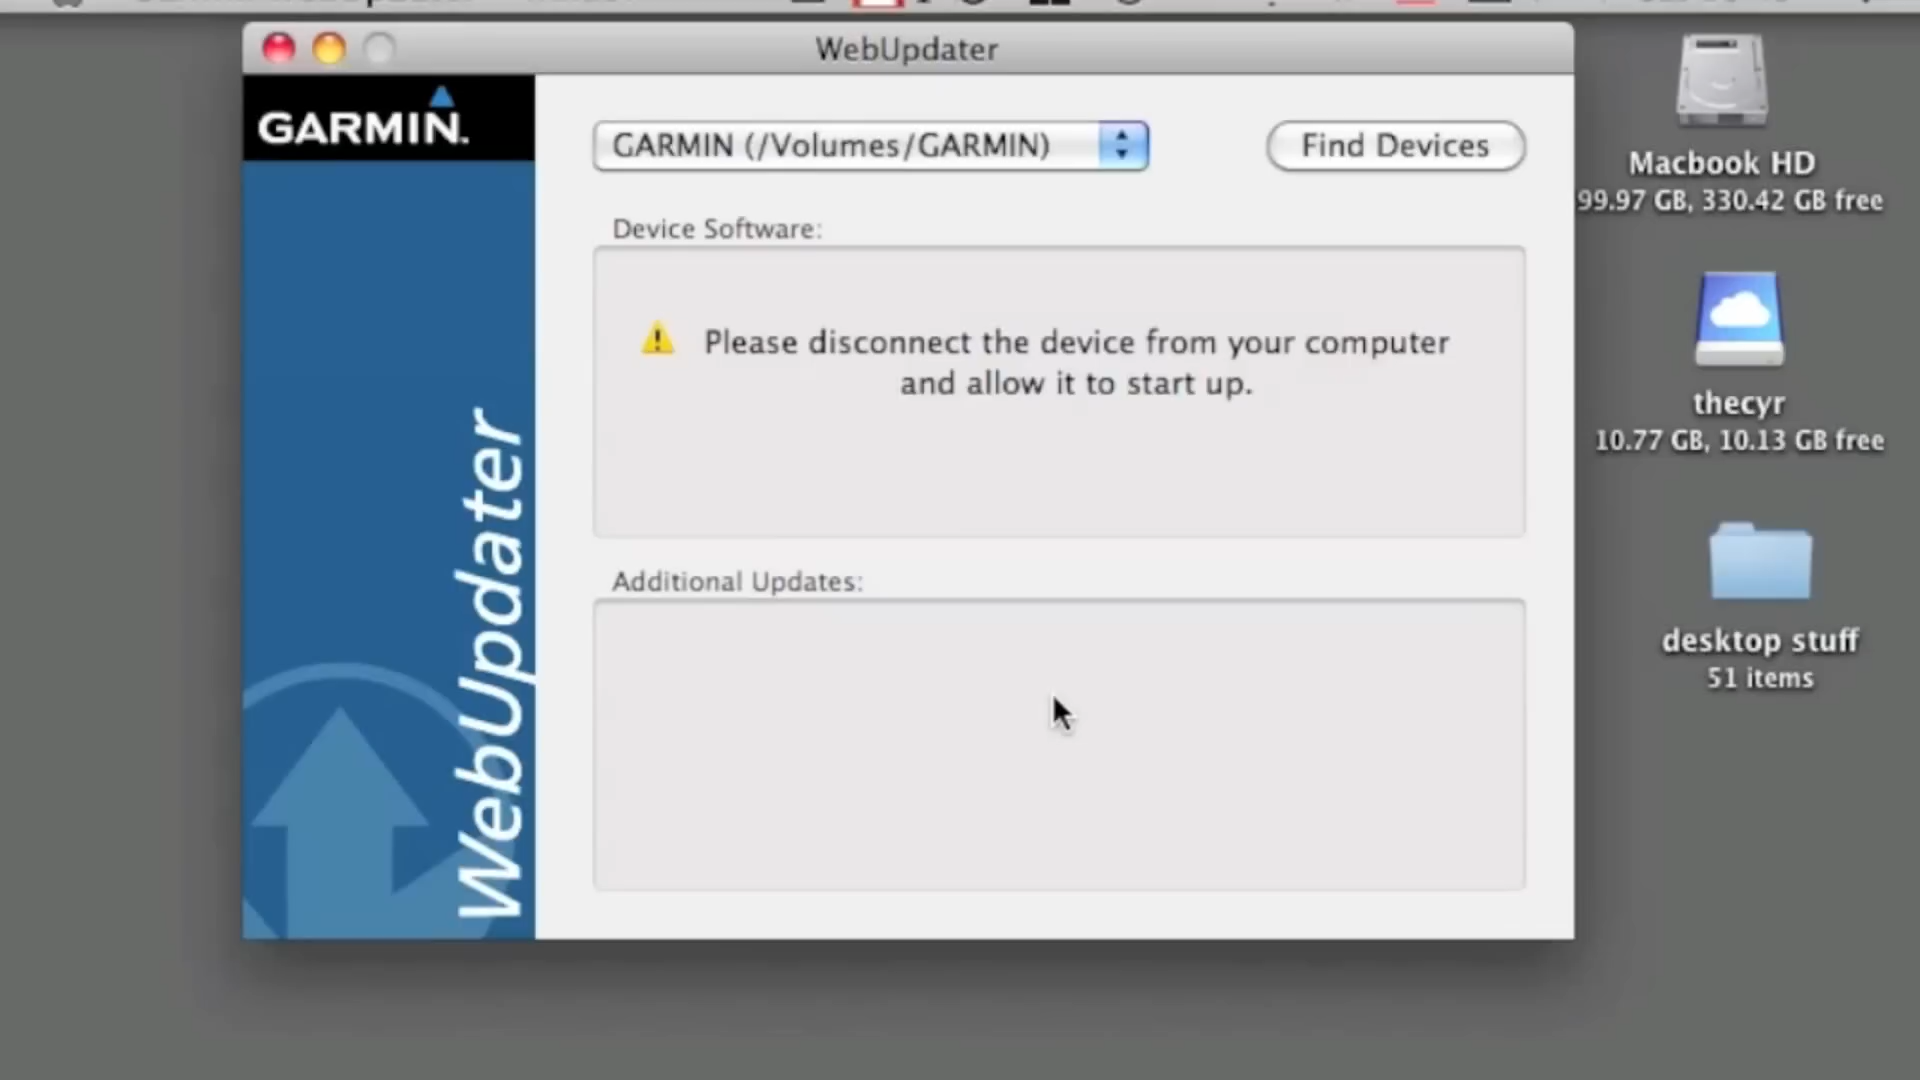 WebUpdater
GARMIN.
GARMIN (/Volumes/GARMIN)
Find Devices
Device Software:
Please disconnect the device from your computer
and allow it to start up.
Additional Updates:
WebUpdater
Macbook HD
99.97 GB, 330.42 GB free
thecyr
10.77 GB, 10.13 GB free
desktop stuff
51 items